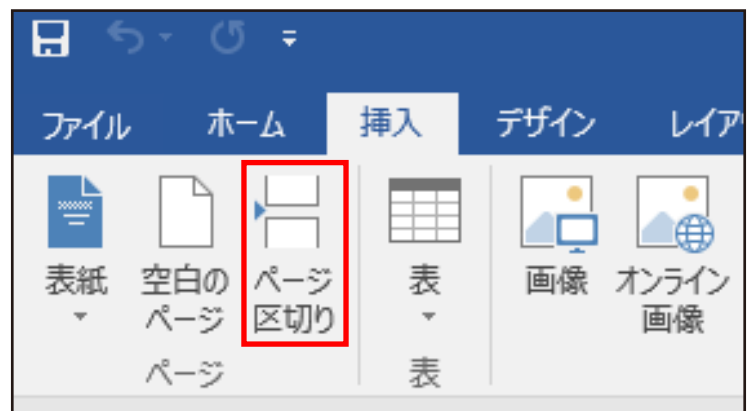 ファイル
ホーム
挿入
デザイン
レイア
表紙
空白の
ページ
ページ
区切り
表
画像
オンライン
画像
ページ
表